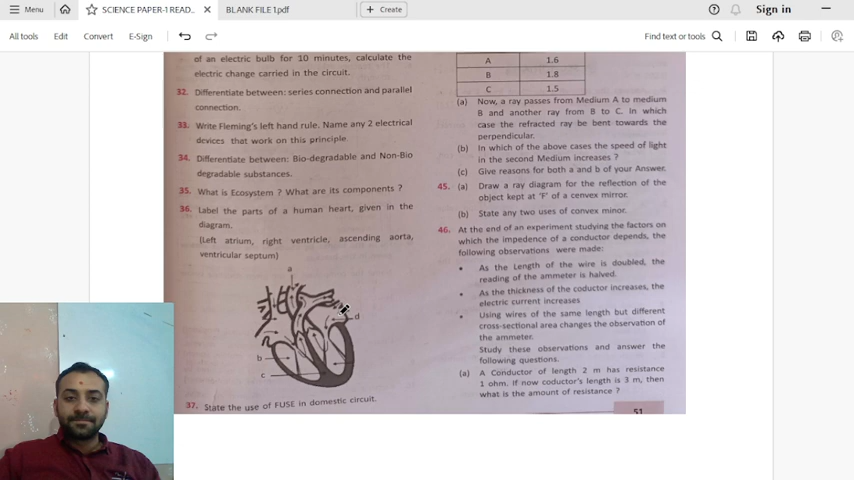 Menu
SCIENCE PAPER-1 READ...
BLANK FILE 1.pdf
Create
Sign in
All tools
Edit
Convert
E-Sign
Find text or tools
of an electric bulb for 10 minutes, calculate the
electric change carried in the circuit.
32. Differentiate between: series connection and parallel
connection.
33. Write Fleming's left hand rule. Name any 2 electrical
devices that work on this principle
34. Differentiate between: Bio-degradable and Non-Bio
degradable substances.
35. What is Ecosystem ? What are its components ?
36. Label the parts of a human heart, given in the
diagram.
(Left atrium, right ventricle, ascending aorta,
ventricular septum)
a
d
b
c
37. State the use of FUSE in domestic circuit.
A 1.6
B 1.8
C 1.5
(a) Now, a ray passes from Medium A to medium
B and another ray from B to C. In which
case the refracted ray be bent towards the
perpendicular.
(b) In which of the above cases the speed of light
in the second Medium increases ?
(c) Give reasons for both a and b of your Answer.
45. (a) Draw a ray diagram for the reflection of the
object kept at 'F' of a cenvex mirror.
(b) State any two uses of convex minor.
46. At the end of an experiment studying the factors on
which the impedence of a conductor depends, the
following observations were made:
• As the Length of the wire is doubled, the
reading of the ammeter is halved.
• As the thickness of the coductor increases, the
electric current increases
• Using wires of the same length but different
cross-sectional area changes the observation of
the ammeter.
Study these observations and answer the
following questions.
(a) A Conductor of length 2 m has resistance
1 ohm. If now coductor's length is 3 m, then
what is the amount of resistance ?
51